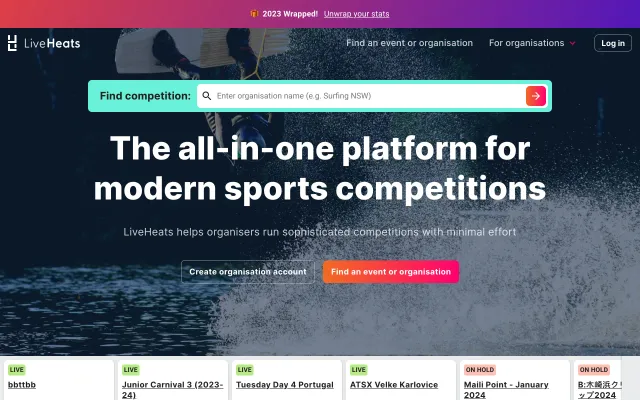 🎁 2023 Wrapped! Unwrap your stats
LiveHeats
Find an event or organisation
For organisations
Log in
Find competition:
Enter organisation name (e.g. Surfing NSW)
The all-in-one platform for
modern sports competitions
LiveHeats helps organisers run sophisticated competitions with minimal effort
Create organisation account
Find an event or organisation
LIVE
bbttbb
LIVE
Junior Carnival 3 (2023-
24)
LIVE
Tuesday Day 4 Portugal
LIVE
ATSX Velke Karlovice
ON HOLD
Maili Point - January
2024
ON HOLD
B:木崎浜クリ
ップ2024